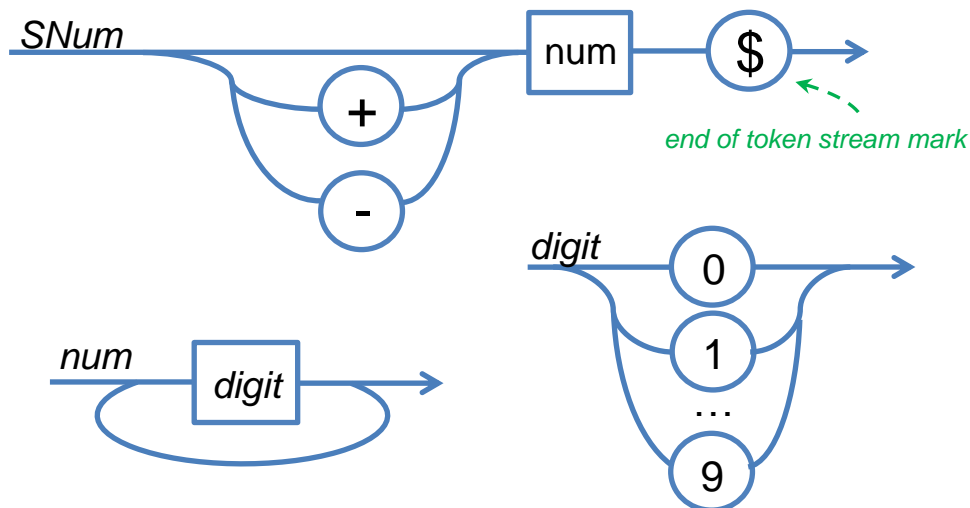 SNum
num
$
+
end of token stream mark
-
digit
0
num
digit
1
...
9